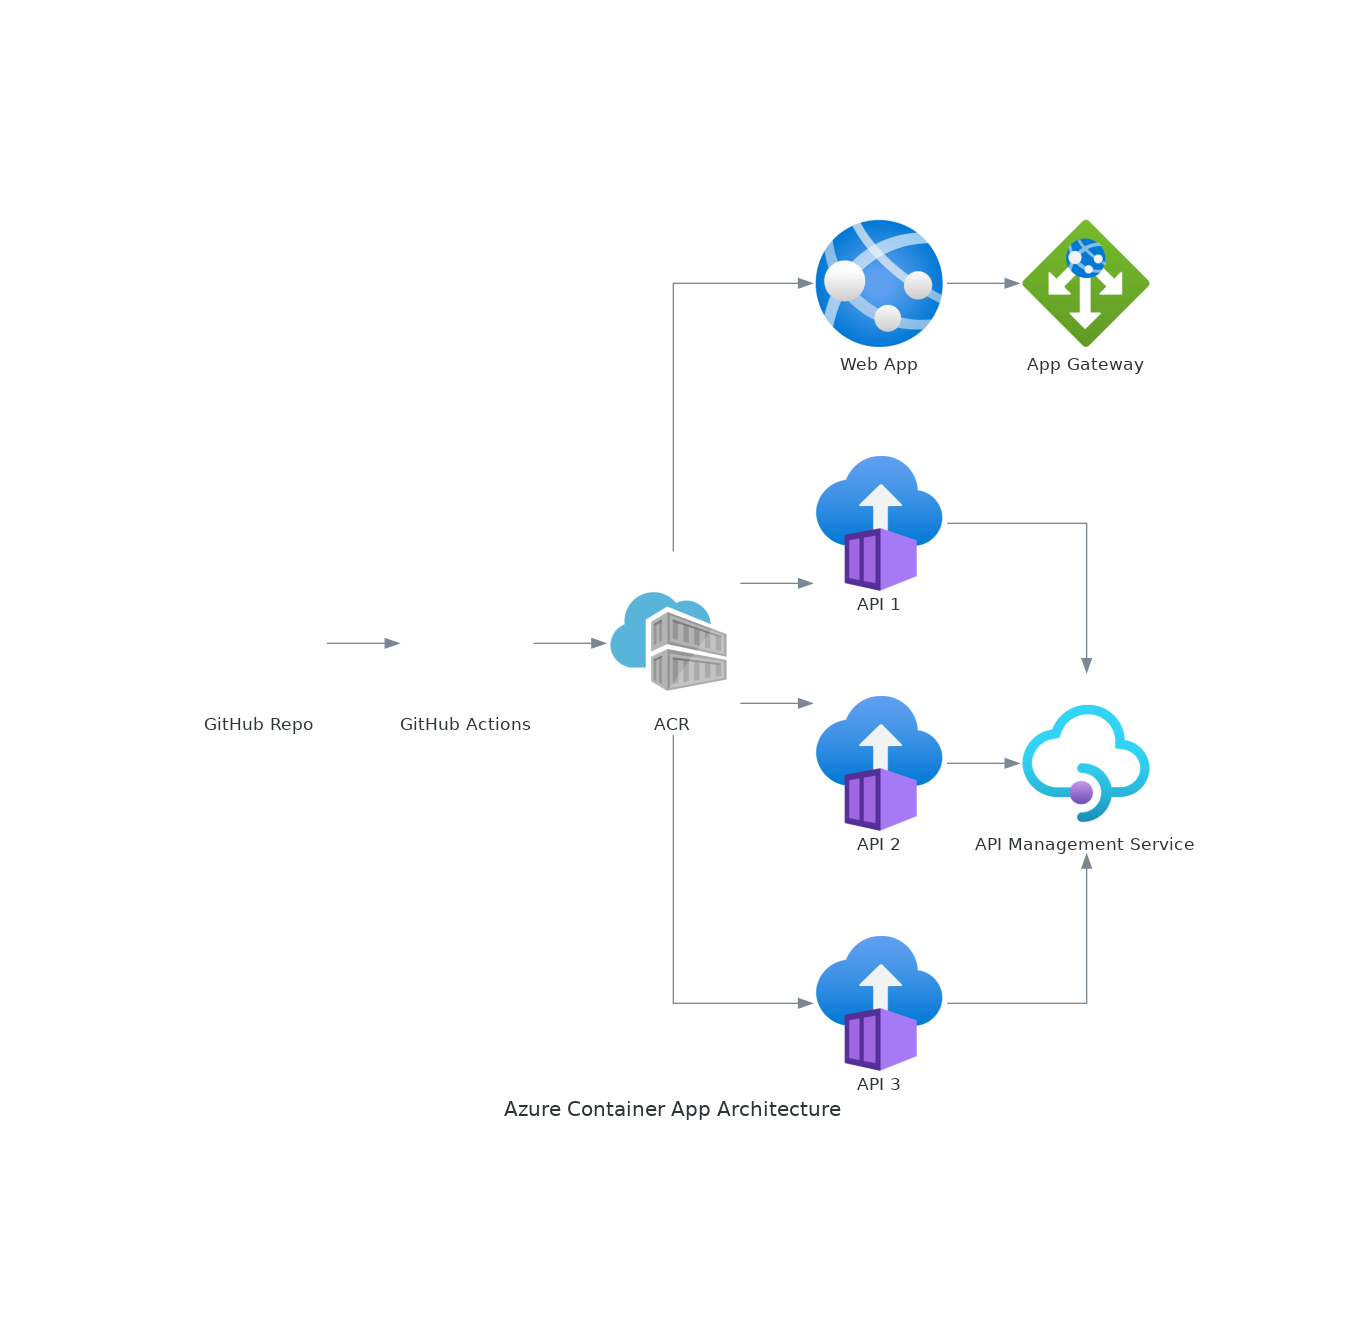 Web App
App Gateway
API 1
GitHub Repo
GitHub Actions
ACR
API 2
API Management Service
API 3
Azure Container App Architecture